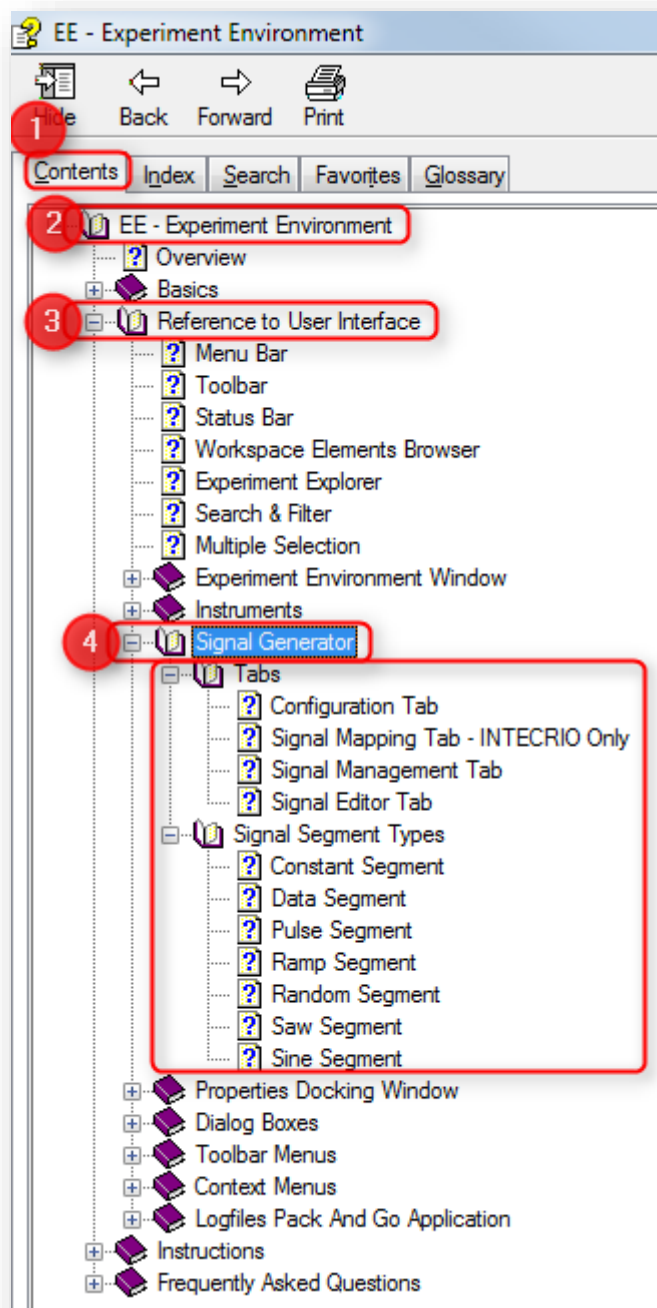 EE - Experiment Environment
Hide Back Forward Print
1
Contents Index Search Favorites Glossary
2 EE - Experiment Environment
? Overview
Basics
3 Reference to User Interface
? Menu Bar
? Toolbar
? Status Bar
? Workspace Elements Browser
? Experiment Explorer
? Search & Filter
? Multiple Selection
Experiment Environment Window
Instruments
4 Signal Generator
Tabs
? Configuration Tab
? Signal Mapping Tab - INTECRIO Only
? Signal Management Tab
? Signal Editor Tab
Signal Segment Types
? Constant Segment
? Data Segment
? Pulse Segment
? Ramp Segment
? Random Segment
? Saw Segment
? Sine Segment
Properties Docking Window
Dialog Boxes
Toolbar Menus
Context Menus
Logfiles Pack And Go Application
Instructions
Frequently Asked Questions